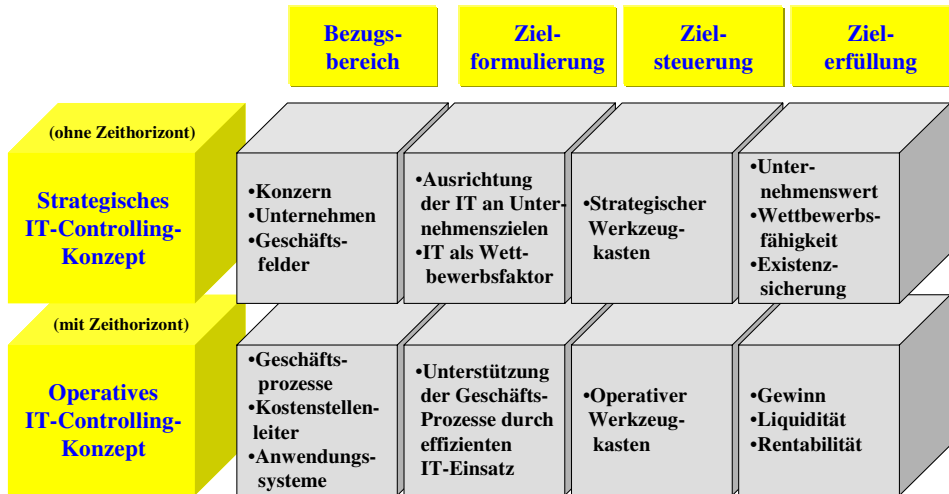 Bezugs-
bereich
Ziel-
formulierung
Ziel-
steuerung
Ziel-
erfüllung
(ohne Zeithorizont)
Strategisches
IT-Controlling-
Konzept
•Konzern
•Unternehmen
•Geschäfts-
felder
•Ausrichtung
der IT an Unter-
nehmenszielen
•IT als Wett-
bewerbsfaktor
•Strategischer
Werkzeug-
kasten
•Unter-
nehmenswert
•Wettbewerbs-
fähigkeit
•Existenz-
sicherung
(mit Zeithorizont)
Operatives
IT-Controlling-
Konzept
•Geschäfts-
prozesse
•Kostenstellen-
leiter
•Anwendungs-
systeme
•Unterstützung
der Geschäfts-
Prozesse durch
effizienten
IT-Einsatz
•Operativer
Werkzeug-
kasten
•Gewinn
•Liquidität
•Rentabilität